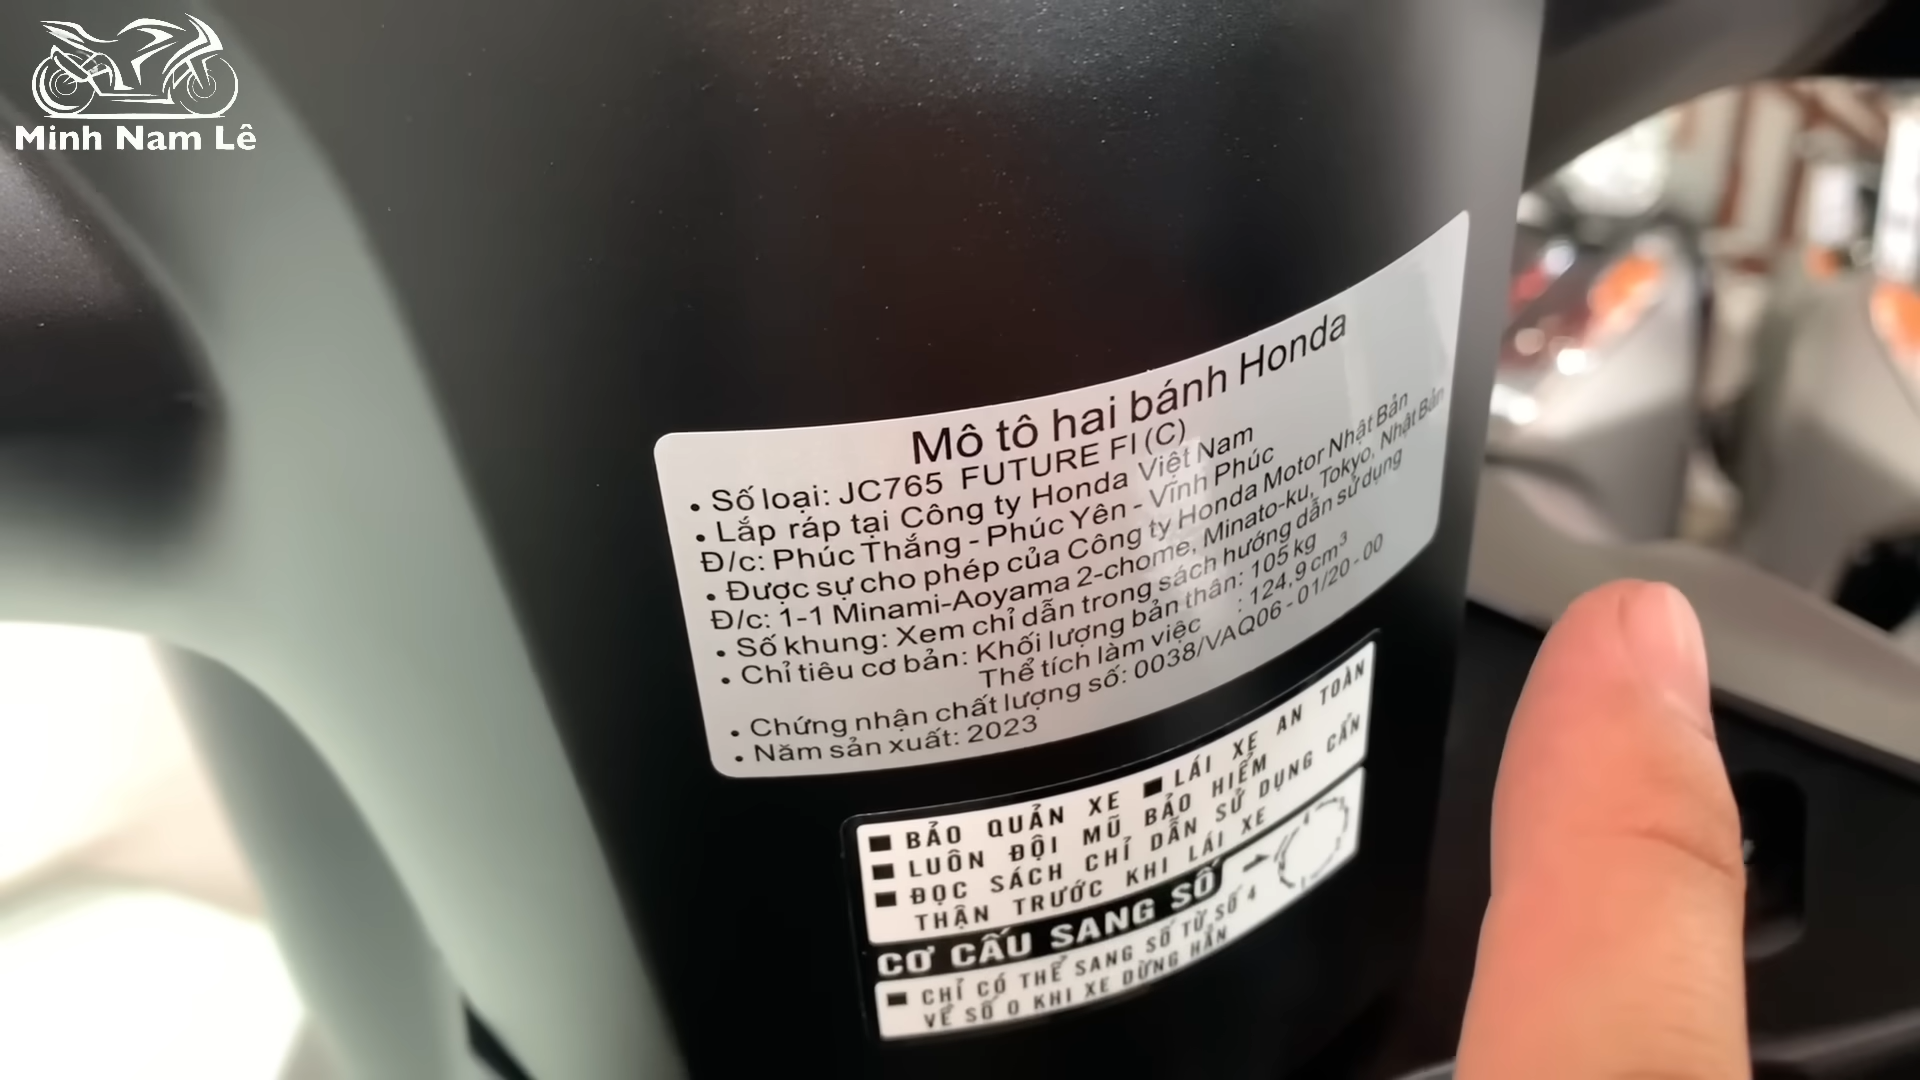 Minh Nam Lê
Mô tô hai bánh Honda
• Số loại: JC765 FUTURE FI (C)
• Lắp ráp tại Công ty Honda Việt Nam
Đ/c: Phúc Thắng - Phúc Yên - Vĩnh Phúc
• Được sự cho phép của Công ty Honda Motor Nhật Bản
Đ/c: 1-1 Minami-Aoyama 2-chome, Minato-ku, Tokyo, Nhật Bản
• Số khung: Xem chỉ dẫn trong sách hướng dẫn sử dụng
• Chỉ tiêu cơ bản: Khối lượng bản thân: 105 kg
Thể tích làm việc : 124,9 cm³
• Chứng nhận chất lượng số: 0038/VAQ06 - 01/20 - 00
• Năm sản xuất: 2023
■ BẢO QUẢN XE ■ LÁI XE AN TOÀN
■ LUÔN ĐỘI MŨ BẢO HIỂM
■ ĐỌC SÁCH CHỈ DẪN SỬ DỤNG CẨN
THẬN TRƯỚC KHI LÁI XE
CƠ CẤU SANG SỐ
■ CHỈ CÓ THỂ SANG SỐ TỪ SỐ 4
VỀ SỐ 0 KHI XE DỪNG HẲN